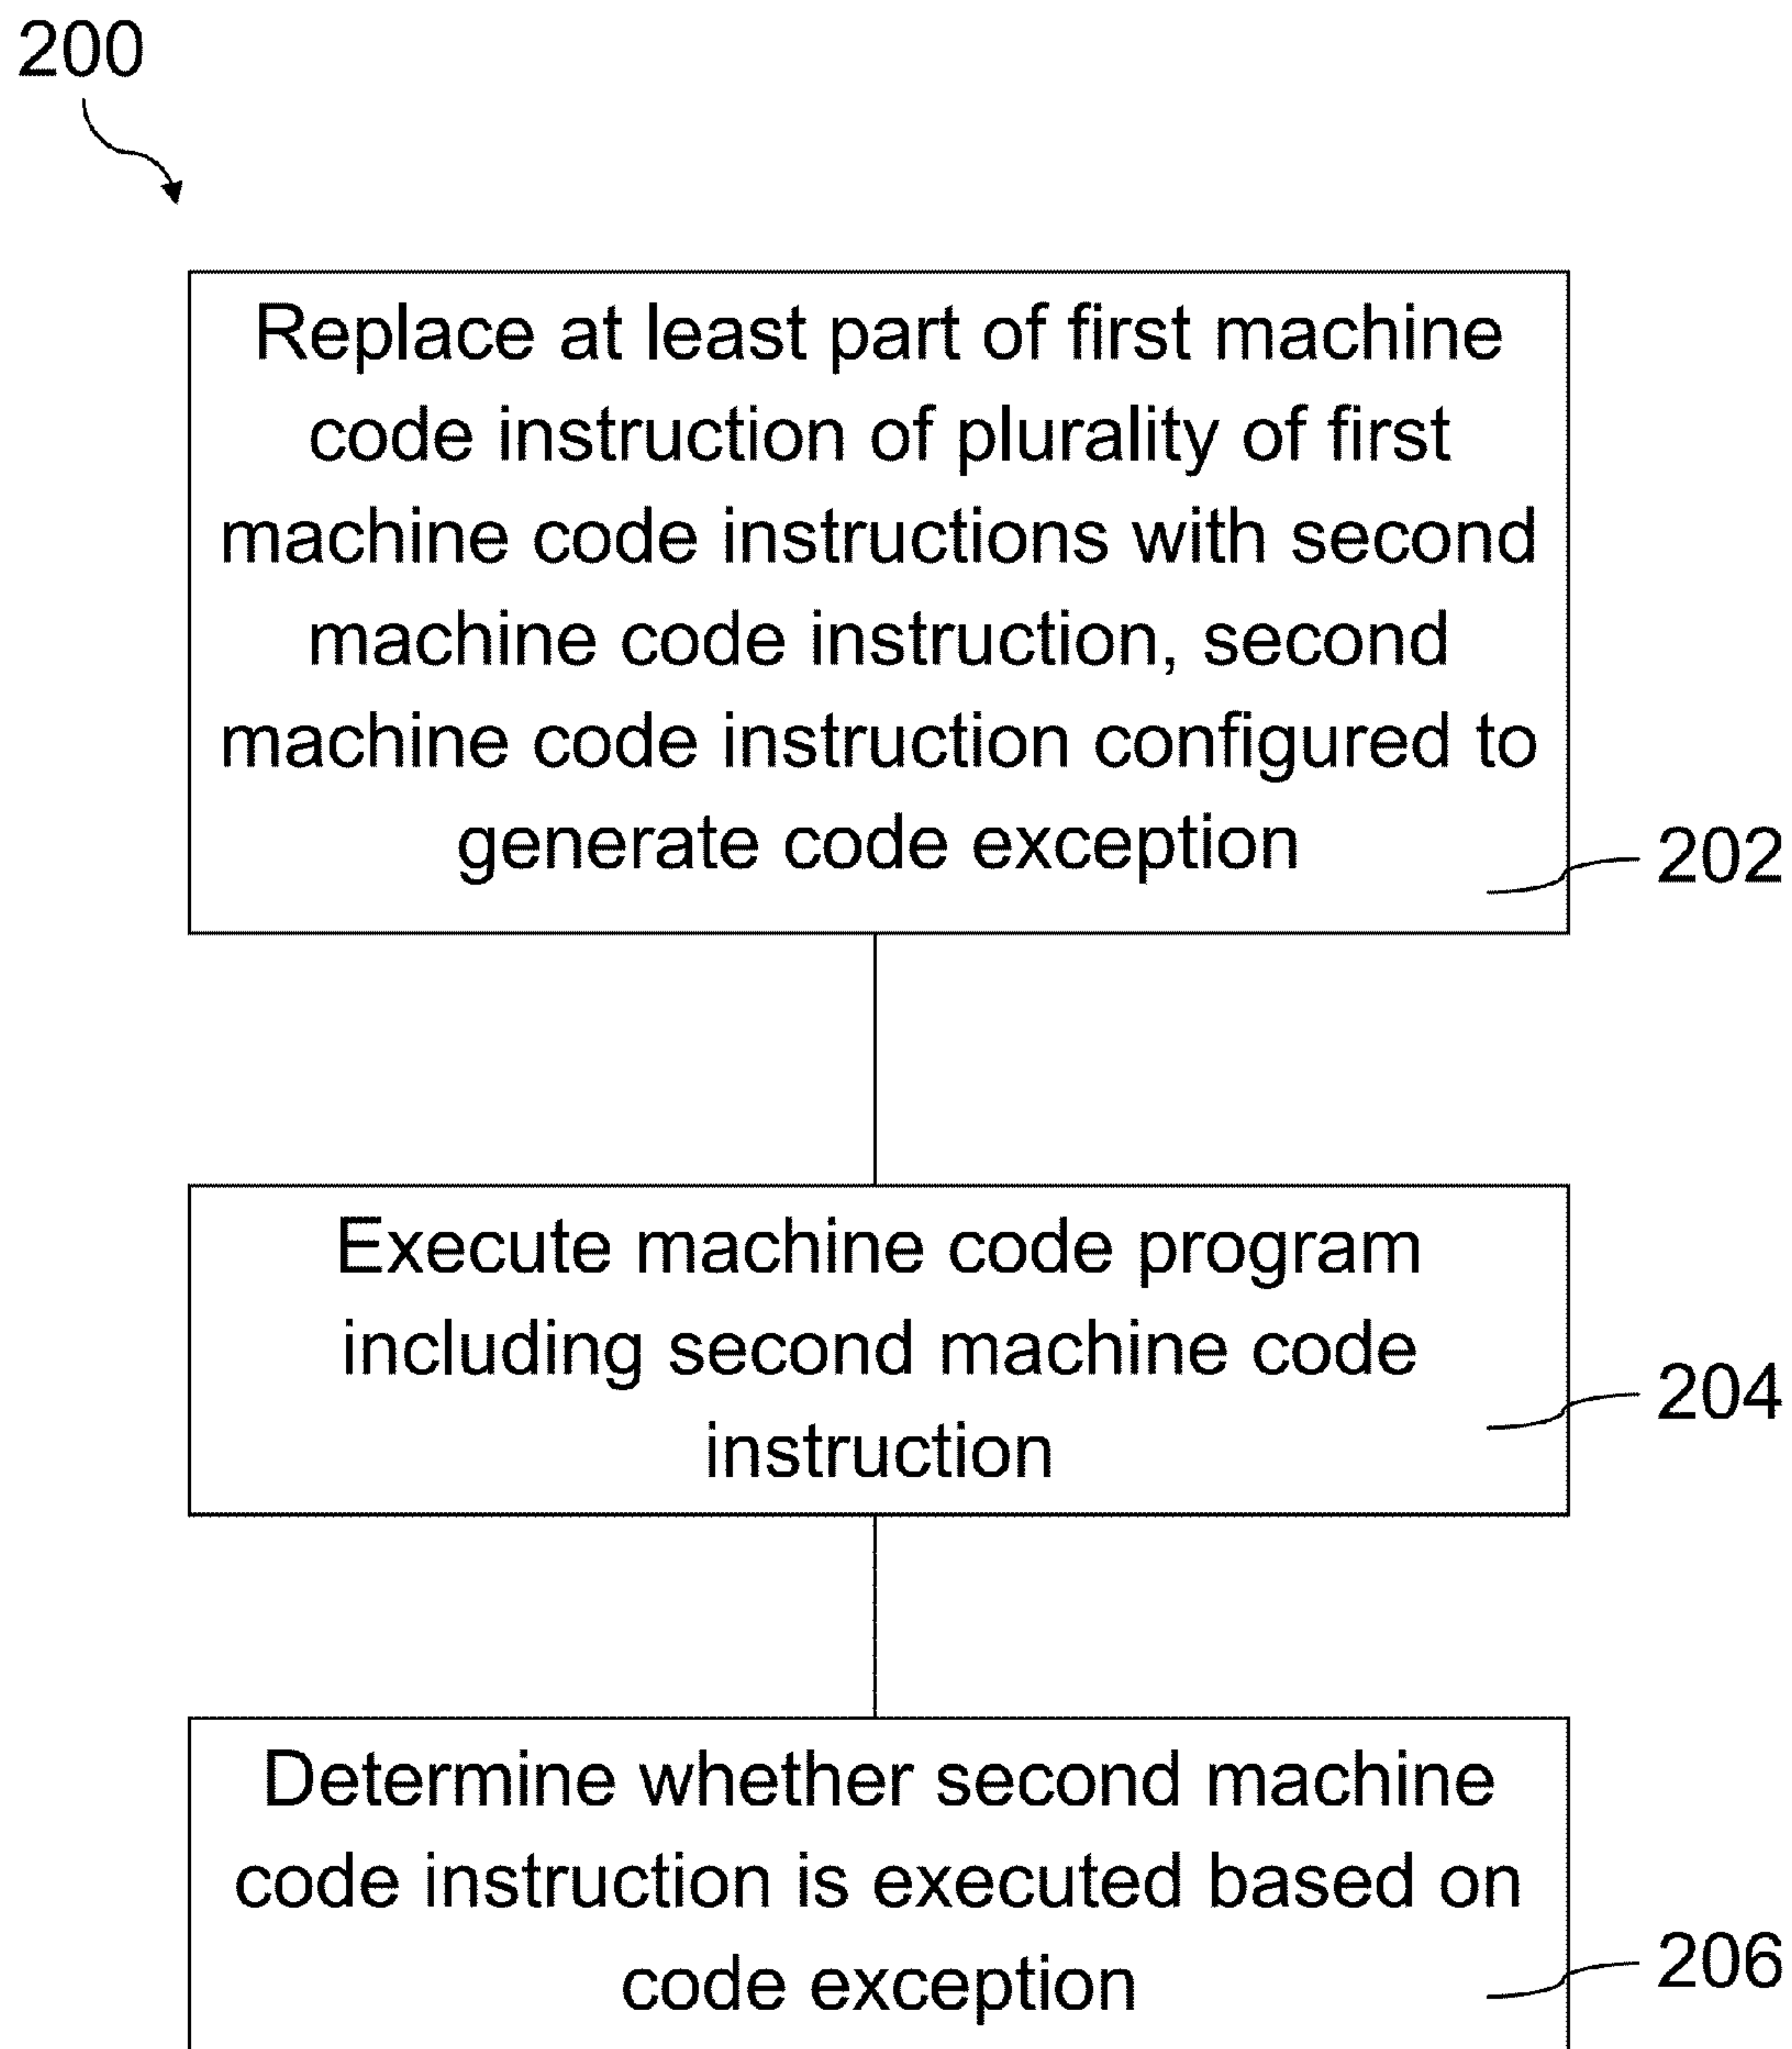 200
Replace at least part of first machine
code instruction of plurality of first
machine code instructions with second
machine code instruction, second
machine code instruction configured to
generate code exception
202
Execute machine code program
including second machine code
instruction
204
Determine whether second machine
code instruction is executed based on
code exception
206